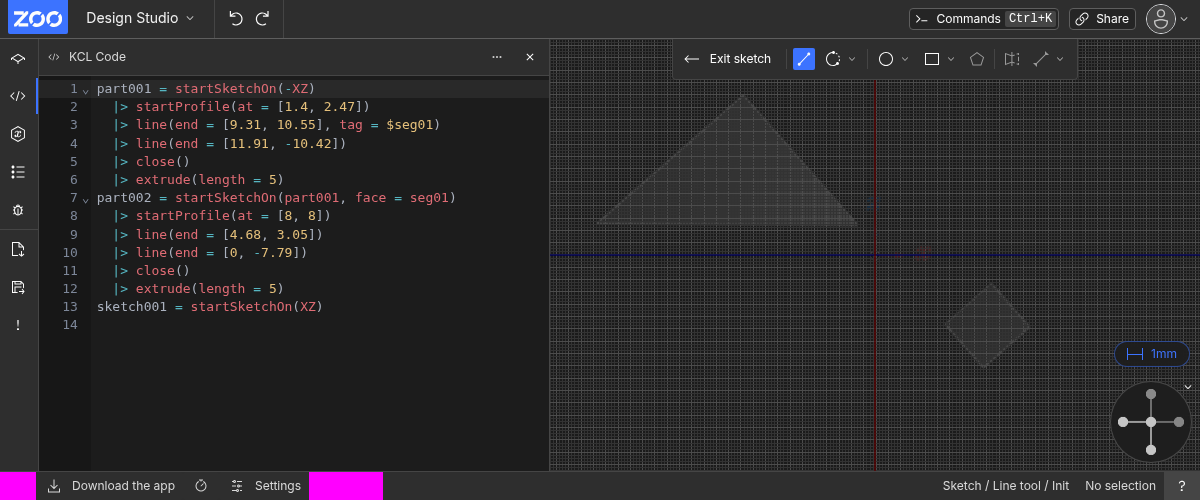 ZOO Design Studio Commands Ctrl+K Share
KCL Code
Exit sketch
1 part001 = startSketchOn(-XZ)
2 |> startProfile(at = [1.4, 2.47])
3 |> line(end = [9.31, 10.55], tag = $seg01)
4 |> line(end = [11.91, -10.42])
5 |> close()
6 |> extrude(length = 5)
7 part002 = startSketchOn(part001, face = seg01)
8 |> startProfile(at = [8, 8])
9 |> line(end = [4.68, 3.05])
10 |> line(end = [0, -7.79])
11 |> close()
12 |> extrude(length = 5)
13 sketch001 = startSketchOn(XZ)
14
1mm
Download the app Settings Sketch / Line tool / Init No selection ?